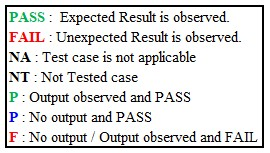 PASS : Expected Result is observed.
FAIL : Unexpected Result is observed.
NA : Test case is not applicable
NT : Not Tested case
P : Output observed and PASS
P : No output and PASS
F : No output / Output observed and FAIL